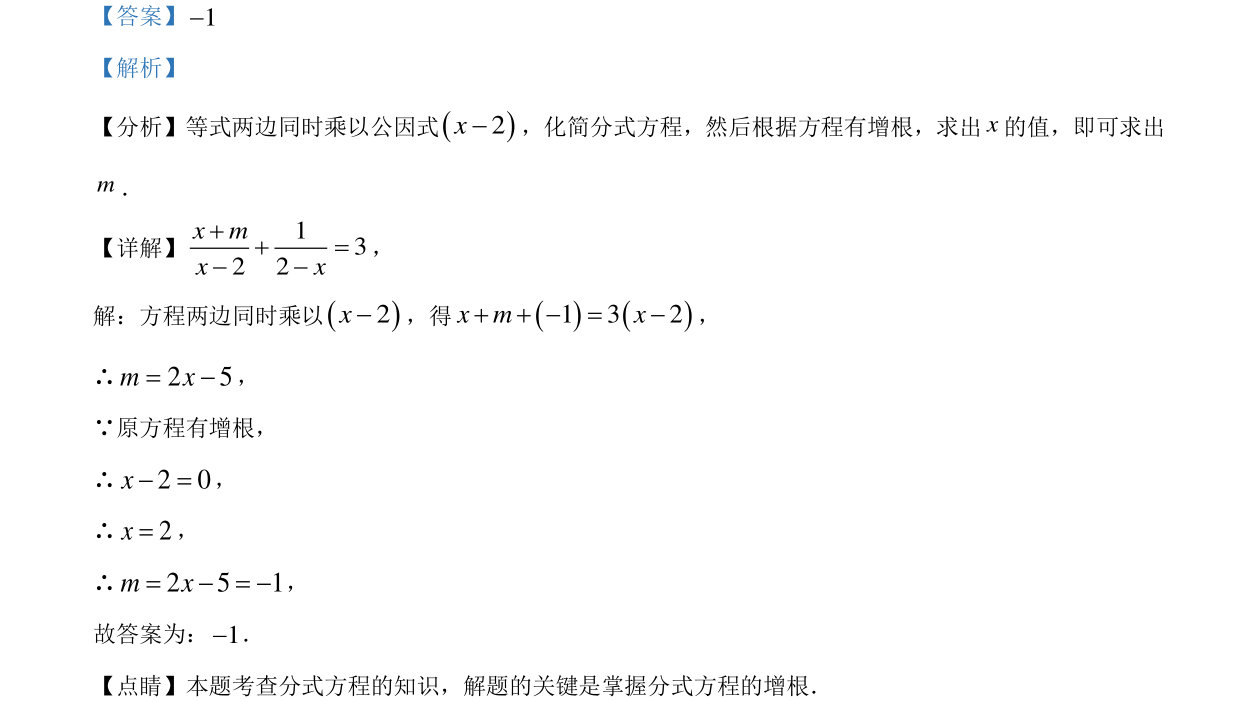 【答案】−1
【解析】
【分析】等式两边同时乘以公因式(x−2)，化简分式方程，然后根据方程有增根，求出 x 的值，即可求出
m．
【详解】\frac{x+m}{x−2}+\frac{1}{2−x}=3，
解：方程两边同时乘以(x−2)，得 x+m+(−1)=3(x−2)，
∴m=2x−5，
∵原方程有增根，
∴x−2=0，
∴x=2，
∴m=2x−5=−1，
故答案为：−1．
【点睛】本题考查分式方程的知识，解题的关键是掌握分式方程的增根．